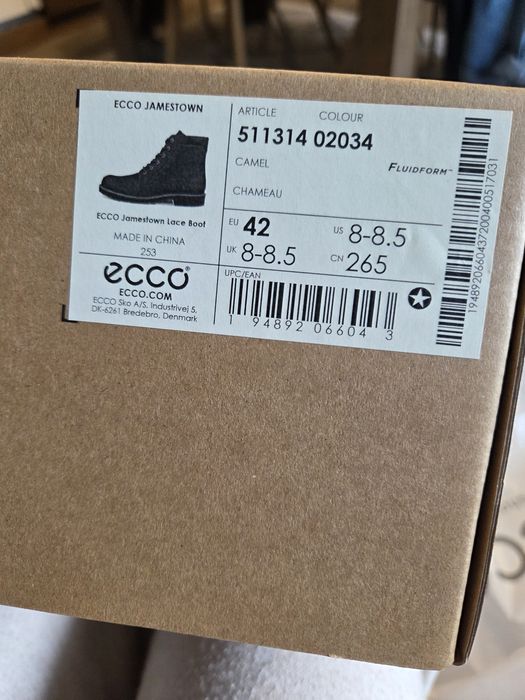 ECCO JAMESTOWN
ECCO Jamestown Lace Boot
MADE IN CHINA
253
ecco
ECCO.COM
ECCO Sko A/S, Industrivej 5,
DK-6261 Bredebro, Denmark
ARTICLE COLOUR
511314 02034
CAMEL
FLUIDFORM™
CHAMEAU
EU 42 US 8-8.5
UK 8-8.5 CN 265
UPC/EAN
1 94892 06604 3
19489206604372000400517031